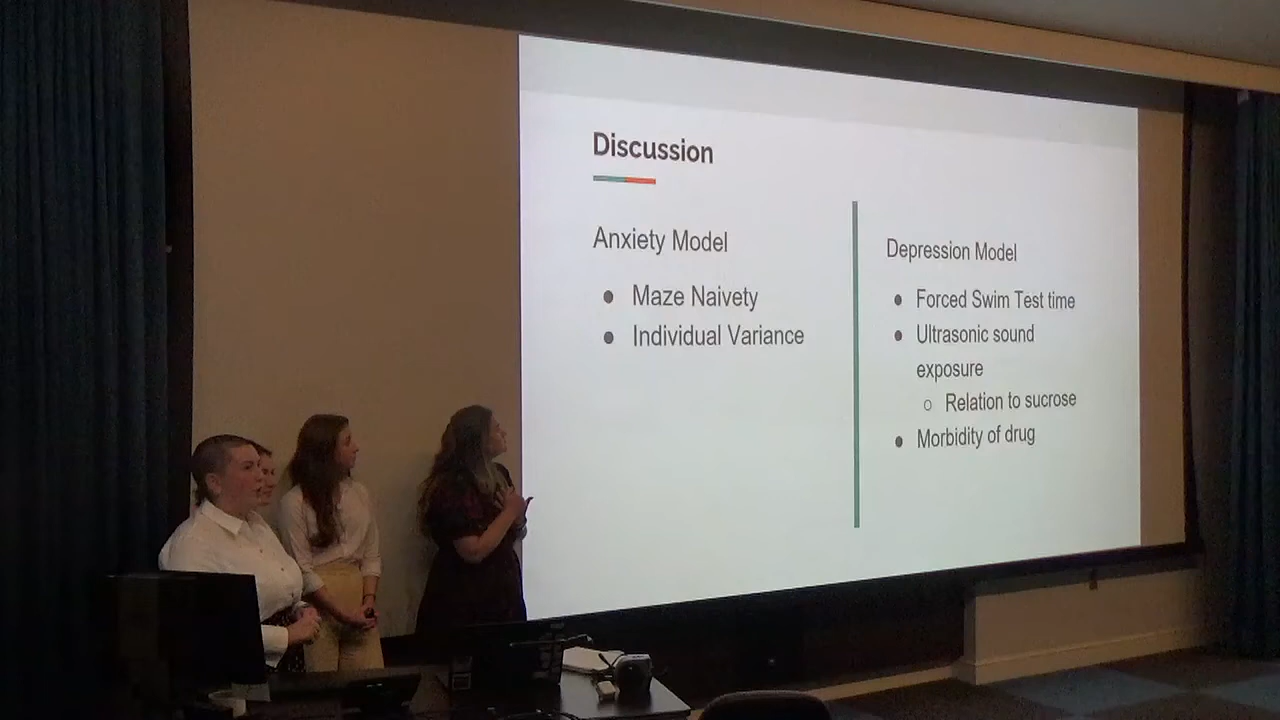 Discussion
Anxiety Model
● Maze Naivety
● Individual Variance
Depression Model
● Forced Swim Test time
● Ultrasonic sound
exposure
○ Relation to sucrose
● Morbidity of drug